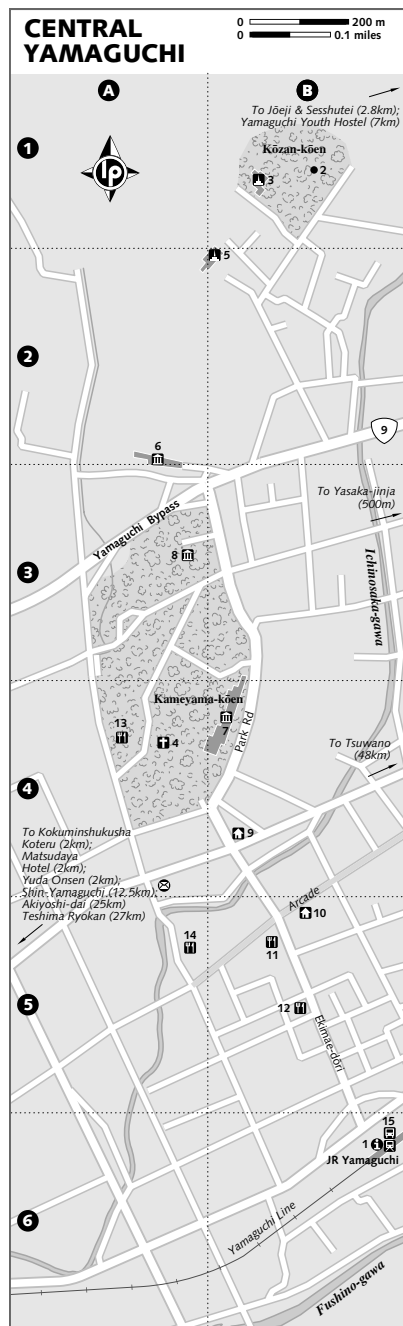 CENTRAL
YAMAGUCHI
0 200 m
0 0.1 miles
A
B
To Jōeji & Sesshutei (2.8km);
Yamaguchi Youth Hostel (7km)
Kōzan-kōen
1
lp
3
2
5
2
6
9
To Yasaka-jinja
(500m)
Yamaguchi Bypass
8
3
Ichinosaka-gawa
Kameyama-kōen
13
4
7
Park Rd
To Tsuwano
(48km)
4
9
To Kokuminshukusha
Koteru (2km);
Matsudaya
Hotel (2km);
Yuda Onsen (2km);
Shin-Yamaguchi (12.5km);
Akiyoshi-dai (25km)
Teshima Ryokan (27km)
Arcade
10
14
11
5
12
Ekimae-dōri
15
1
JR Yamaguchi
6
Yamaguchi Line
Fushino-gawa